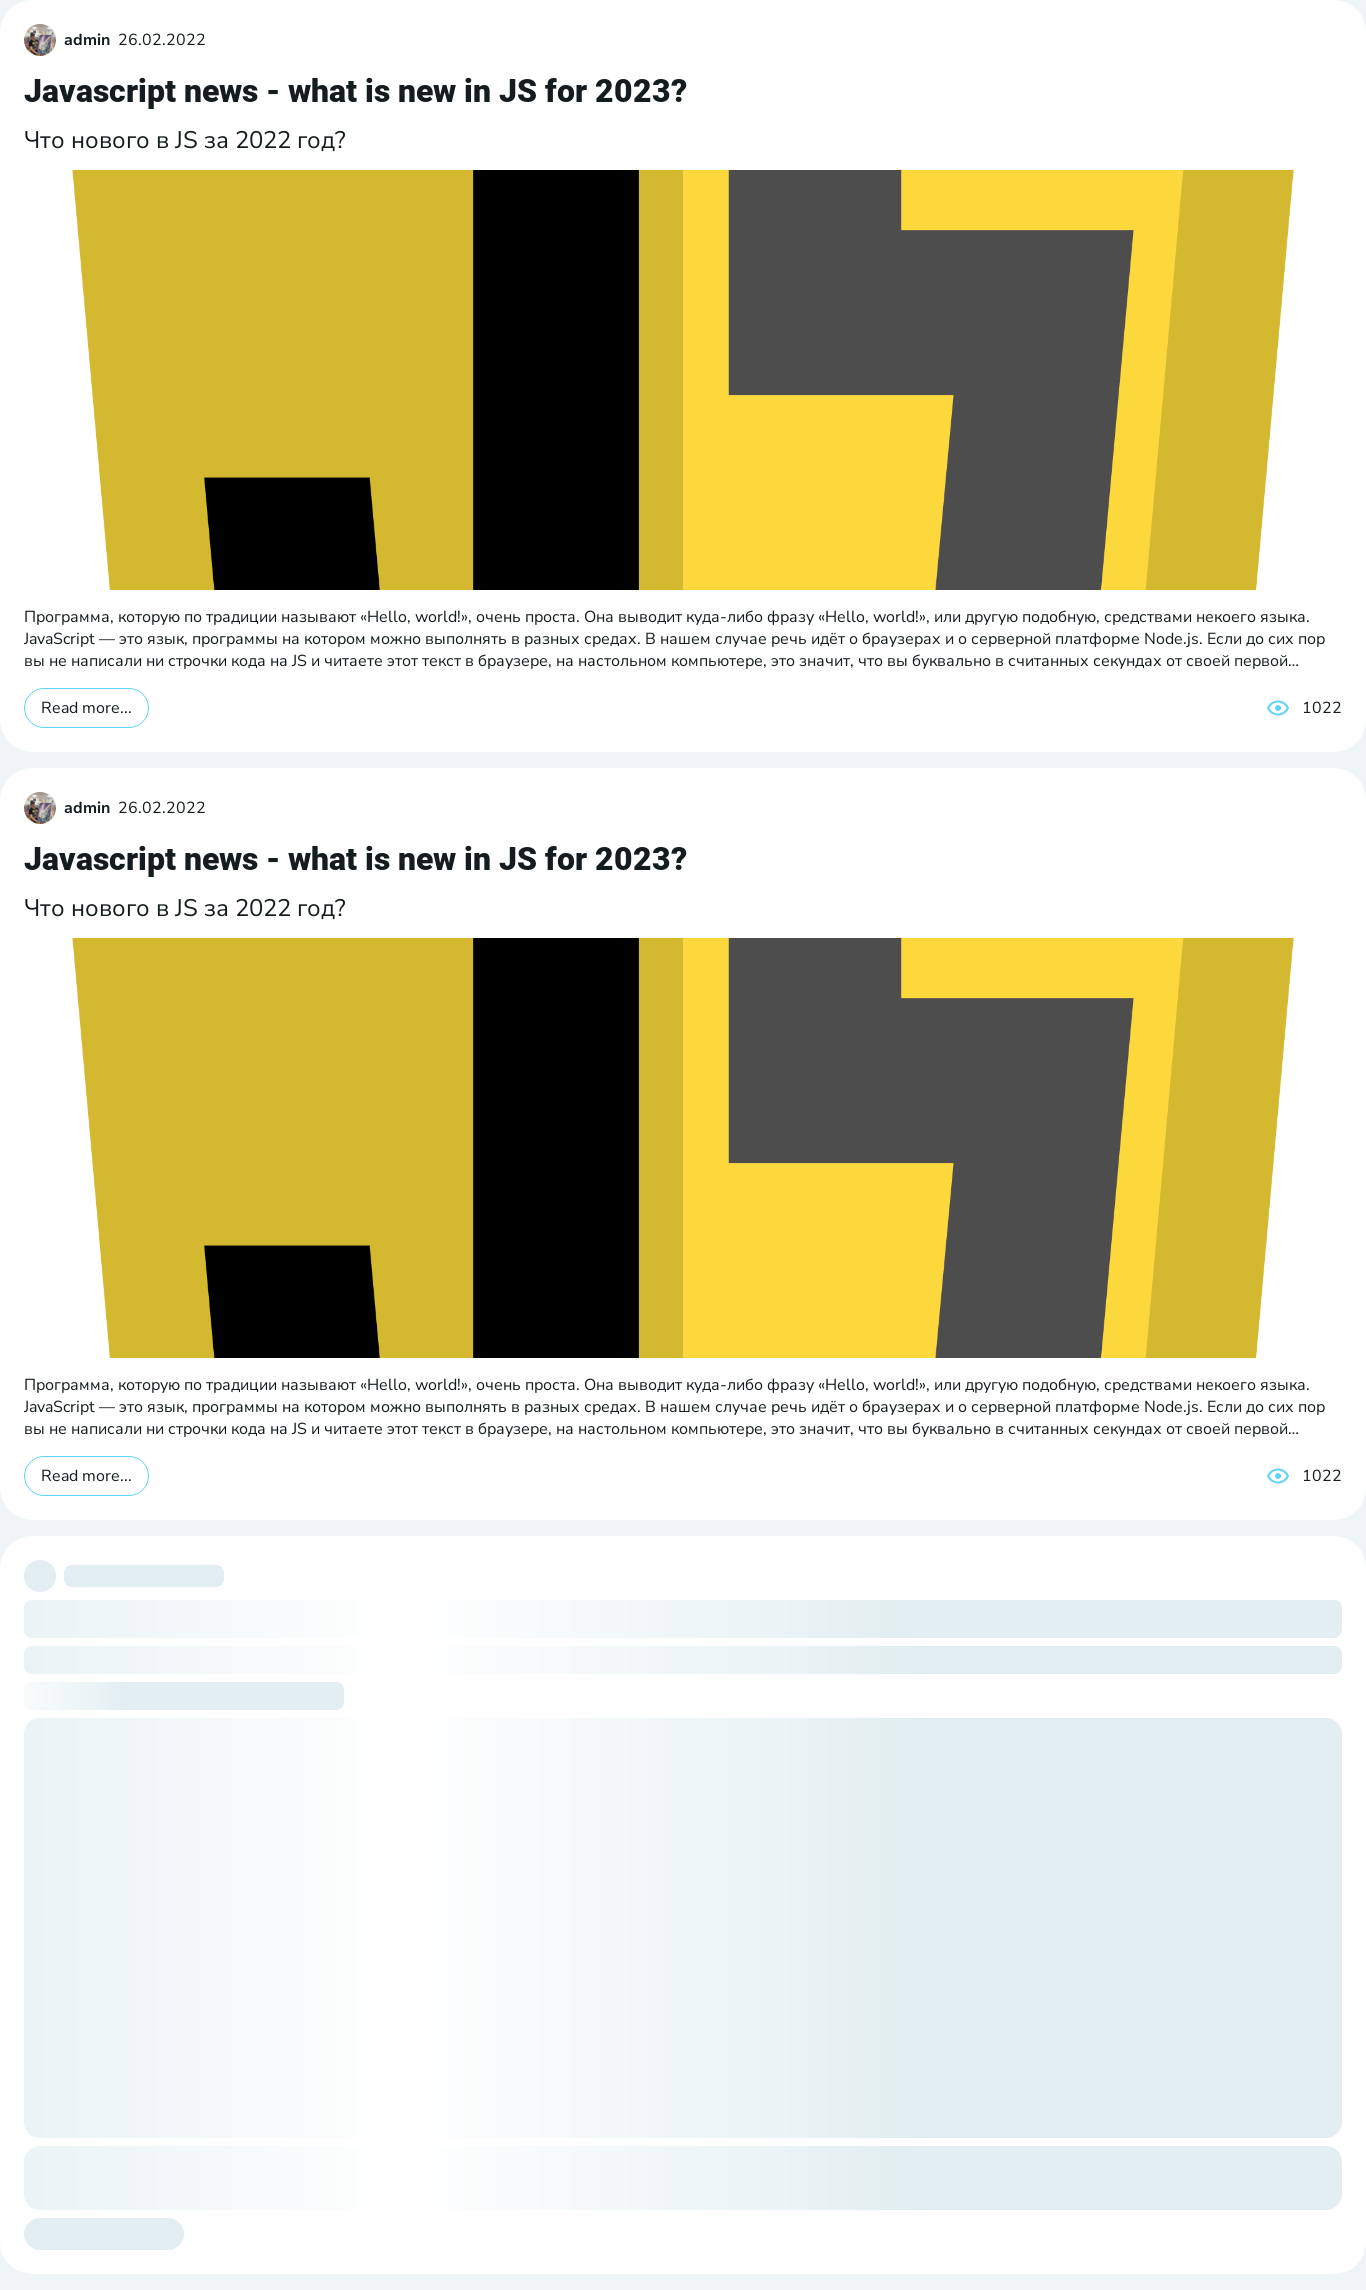 admin 26.02.2022
Javascript news - what is new in JS for 2023?
Что нового в JS за 2022 год?
Программа, которую по традиции называют «Hello, world!», очень проста. Она выводит куда-либо фразу «Hello, world!», или другую подобную, средствами некоего языка.
JavaScript — это язык, программы на котором можно выполнять в разных средах. В нашем случае речь идёт о браузерах и о серверной платформе Node.js. Если до сих пор
вы не написали ни строчки кода на JS и читаете этот текст в браузере, на настольном компьютере, это значит, что вы буквально в считанных секундах от своей первой...
Read more... 1022
admin 26.02.2022
Javascript news - what is new in JS for 2023?
Что нового в JS за 2022 год?
Программа, которую по традиции называют «Hello, world!», очень проста. Она выводит куда-либо фразу «Hello, world!», или другую подобную, средствами некоего языка.
JavaScript — это язык, программы на котором можно выполнять в разных средах. В нашем случае речь идёт о браузерах и о серверной платформе Node.js. Если до сих пор
вы не написали ни строчки кода на JS и читаете этот текст в браузере, на настольном компьютере, это значит, что вы буквально в считанных секундах от своей первой...
Read more... 1022